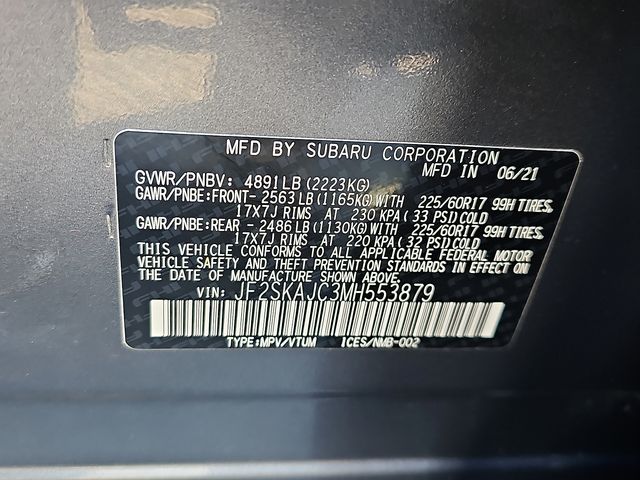 MFD BY SUBARU CORPORATION
MFD IN 06/21
GVWR/PNBV: 4891LB(2223KG)
GAWR/PNBE:FRONT- 2563LB(1165KG)WITH 225/60R17 99H TIRES,
17X7J RIMS AT 230 KPA(33 PSI)COLD
GAWR/PNBE:REAR - 2486LB(1130KG)WITH 225/60R17 99H TIRES,
17X7J RIMS AT 220 KPA(32 PSI)COLD
THIS VEHICLE CONFORMS TO ALL APPLICABLE FEDERAL MOTOR
VEHICLE SAFETY AND THEFT PREVENTION STANDARDS IN EFFECT
ON THE DATE OF MANUFACTURE SHOWN ABOVE.
VIN: JF2SKAJC3MH553879
TYPE:MPV/VTUM ICES/NMB-002